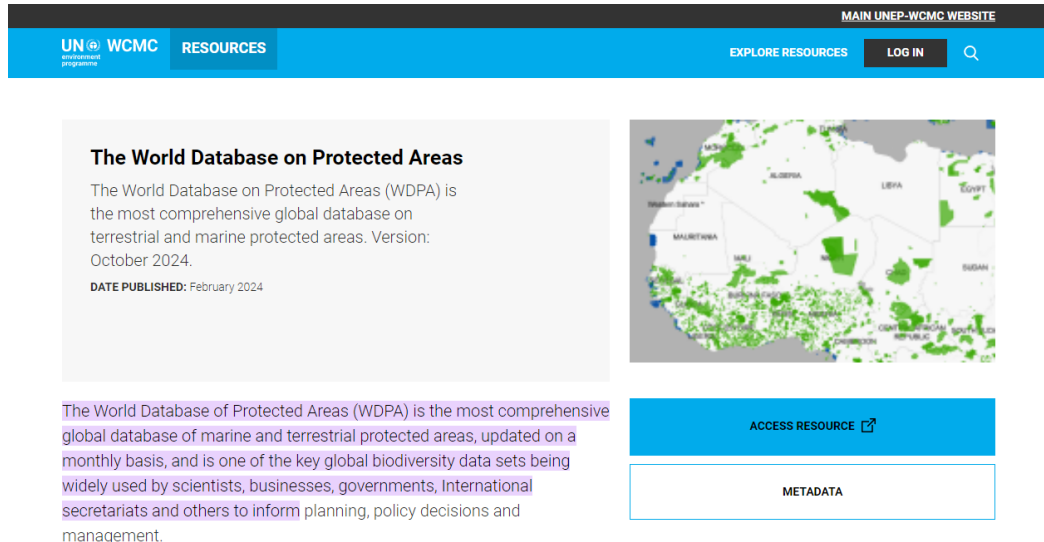 MAIN UNEP-WCMC WEBSITE
UN WCMC
environment
programme
RESOURCES
EXPLORE RESOURCES
LOG IN
The World Database on Protected Areas
The World Database on Protected Areas (WDPA) is
the most comprehensive global database on
terrestrial and marine protected areas. Version:
October 2024.
DATE PUBLISHED: February 2024
ALGERIA
LIBYA
EGYPT
Western Sahara
MAURITANIA
MALI
CHAD
SUDAN
The World Database of Protected Areas (WDPA) is the most comprehensive
global database of marine and terrestrial protected areas, updated on a
monthly basis, and is one of the key global biodiversity data sets being
widely used by scientists, businesses, governments, International
secretariats and others to inform planning, policy decisions and
management.
ACCESS RESOURCE
METADATA